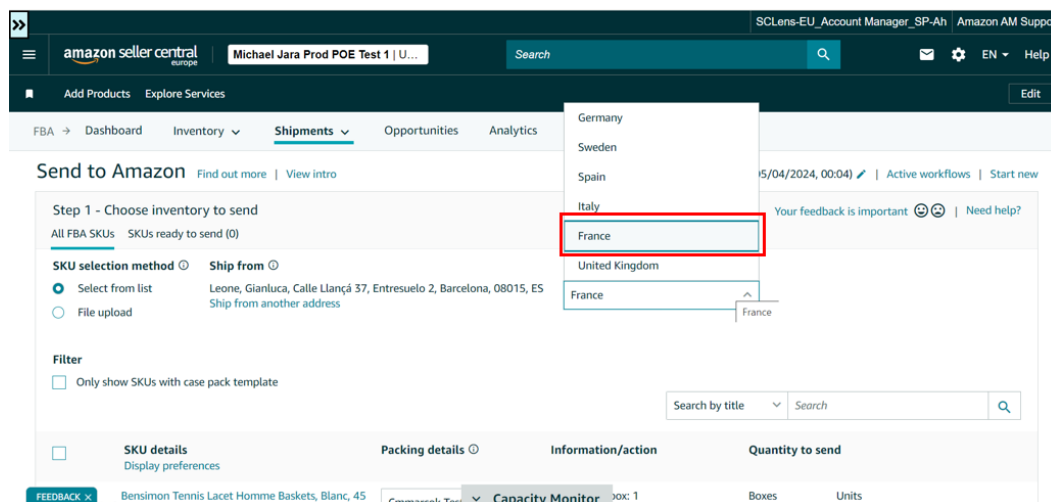 SCLens-EU_Account Manager_SP-Ah Amazon AM Suppo
amazon seller central
europe
Michael Jara Prod POE Test 1 | U...
Search
EN
Help
Add Products Explore Services
Edit
FBA → Dashboard Inventory Shipments Opportunities Analytics
Germany
Sweden
Spain
Italy
France
United Kingdom
France
France
Send to Amazon Find out more | View intro
5/04/2024, 00:04) | Active workflows | Start new
Step 1 - Choose inventory to send
Your feedback is important | Need help?
All FBA SKUs SKUs ready to send (0)
SKU selection method Ship from
Select from list
Leone, Gianluca, Calle Llançá 37, Entresuelo 2, Barcelona, 08015, ES
Ship from another address
File upload
Filter
Only show SKUs with case pack template
Search by title Search
SKU details Packing details Information/action Quantity to send
Display preferences
FEEDBACK ×
Bensimon Tennis Lacet Homme Baskets, Blanc, 45
Capacity Monitor
box: 1
Boxes Units